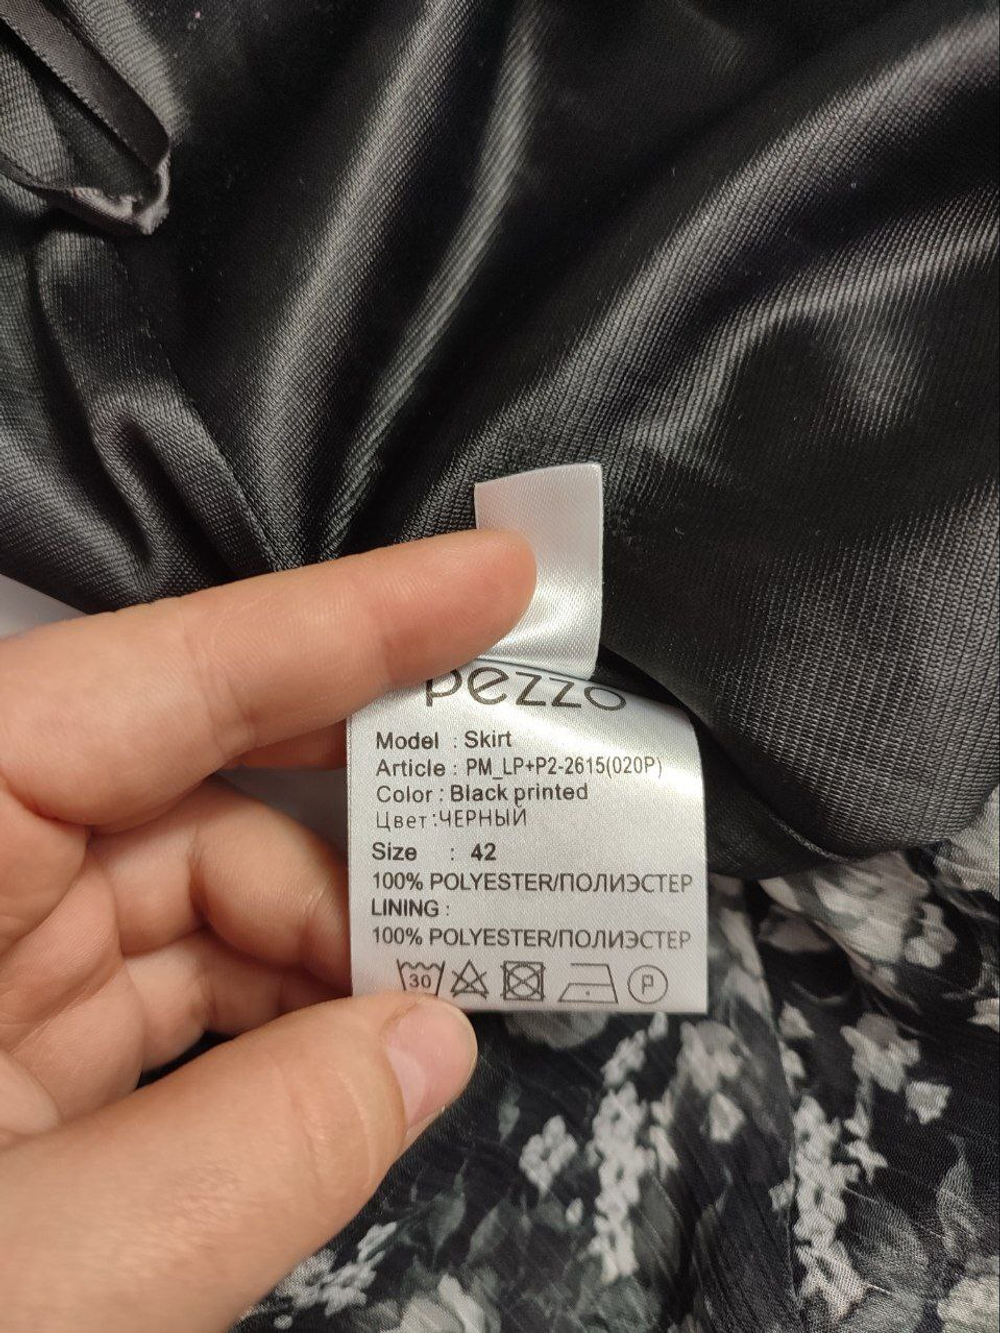 pezzo
Model : Skirt
Article : PM_LP+P2-2615(020P)
Color : Black printed
Цвет :ЧЕРНЫЙ
Size : 42
100% POLYESTER/ПОЛИЭСТЕР
LINING :
100% POLYESTER/ПОЛИЭСТЕР
30 P